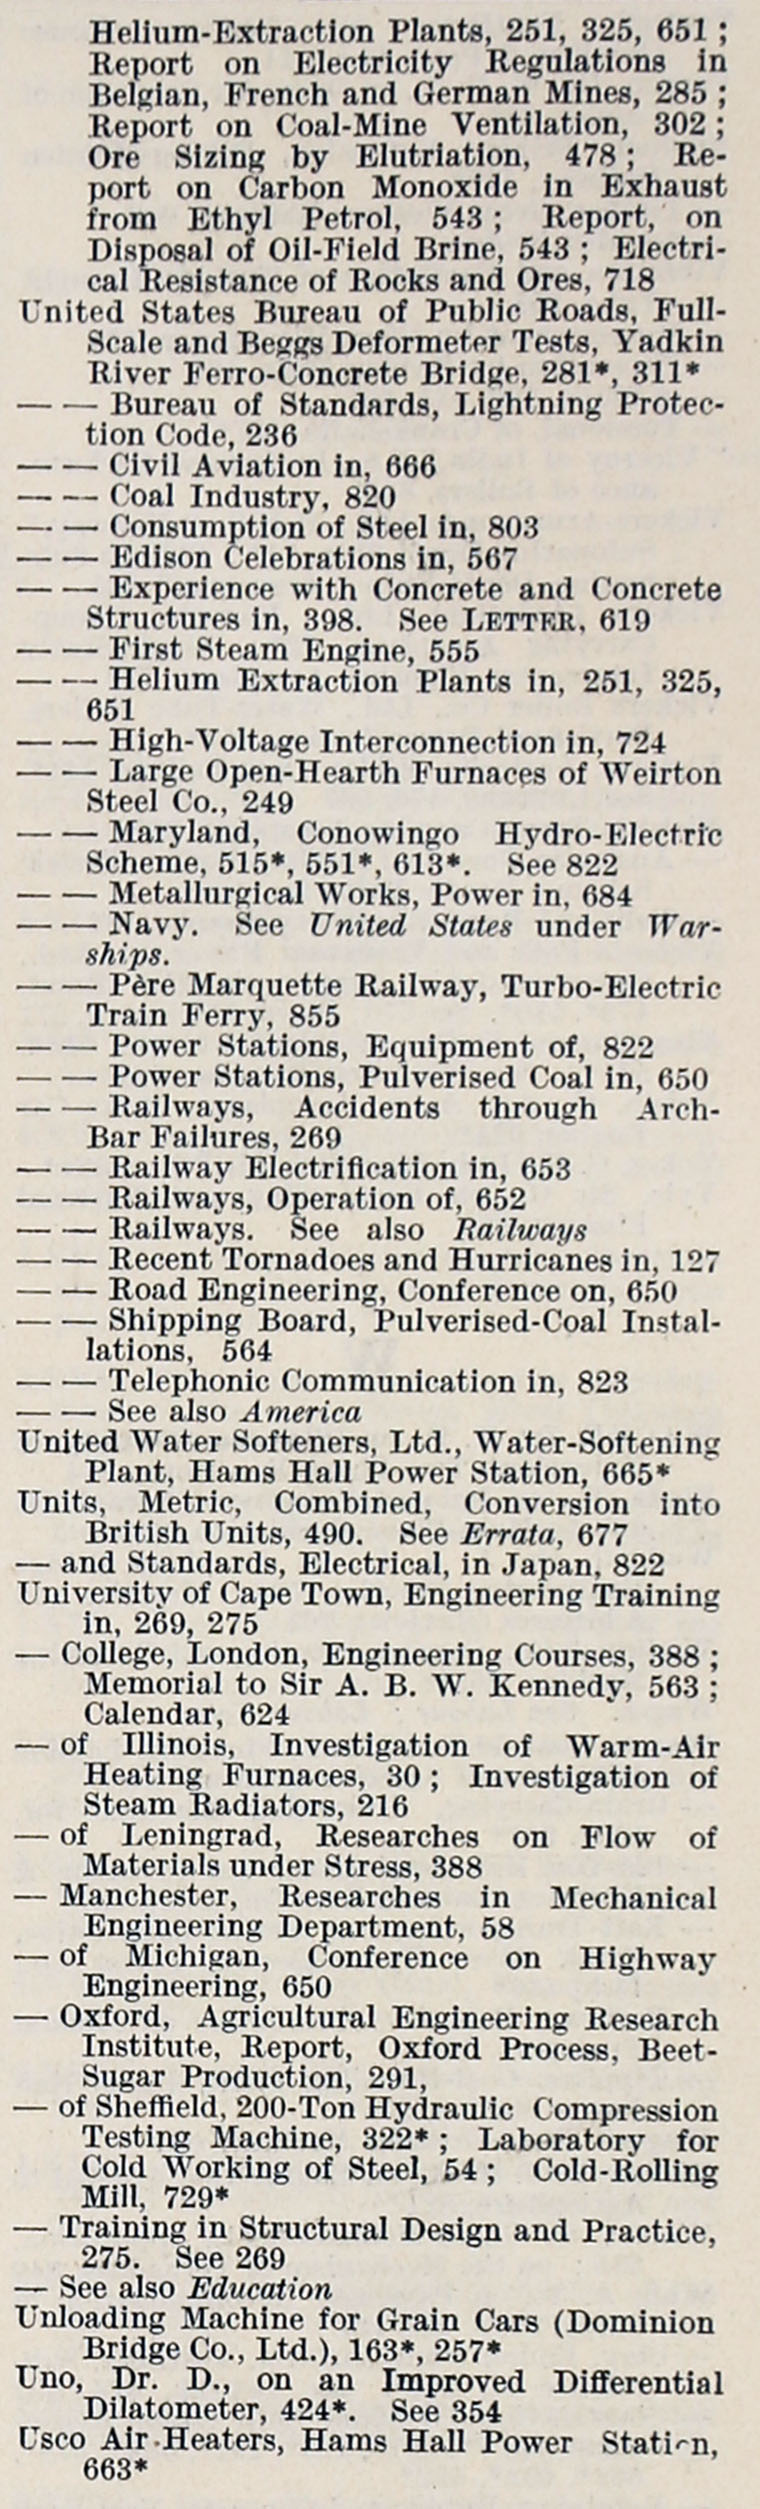 Helium-Extraction Plants, 251, 325, 651 ;
Report on Electricity Regulations in
Belgian, French and German Mines, 285 ;
Report on Coal-Mine Ventilation, 302 ;
Ore Sizing by Elutriation, 478 ; Re-
port on Carbon Monoxide in Exhaust
from Ethyl Petrol, 543 ; Report, on
Disposal of Oil-Field Brine, 543 ; Electri-
cal Resistance of Rocks and Ores, 718
United States Bureau of Public Roads, Full-
Scale and Beggs Deformeter Tests, Yadkin
River Ferro-Concrete Bridge, 281*, 311*
— — Bureau of Standards, Lightning Protec-
tion Code, 236
— — Civil Aviation in, 666
— — Coal Industry, 820
— — Consumption of Steel in, 803
— — Edison Celebrations in, 567
— — Experience with Concrete and Concrete
Structures in, 398. See LETTER, 619
— — First Steam Engine, 555
— — Helium Extraction Plants in, 251, 325,
651
— — High-Voltage Interconnection in, 724
— — Large Open-Hearth Furnaces of Weirton
Steel Co., 249
— — Maryland, Conowingo Hydro-Electric
Scheme, 515*, 551*, 613*. See 822
— — Metallurgical Works, Power in, 684
— — Navy. See United States under War-
ships.
— — Père Marquette Railway, Turbo-Electric
Train Ferry, 855
— — Power Stations, Equipment of, 822
— — Power Stations, Pulverised Coal in, 650
— — Railways, Accidents through Arch-
Bar Failures, 269
— — Railway Electrification in, 653
— — Railways, Operation of, 652
— — Railways. See also Railways
— — Recent Tornadoes and Hurricanes in, 127
— — Road Engineering, Conference on, 650
— — Shipping Board, Pulverised-Coal Instal-
lations, 564
— — Telephonic Communication in, 823
— — See also America
United Water Softeners, Ltd., Water-Softening
Plant, Hams Hall Power Station, 665*
Units, Metric, Combined, Conversion into
British Units, 490. See Errata, 677
— and Standards, Electrical, in Japan, 822
University of Cape Town, Engineering Training
in, 269, 275
— College, London, Engineering Courses, 388 ;
Memorial to Sir A. B. W. Kennedy, 563 ;
Calendar, 624
— of Illinois, Investigation of Warm-Air
Heating Furnaces, 30 ; Investigation of
Steam Radiators, 216
— of Leningrad, Researches on Flow of
Materials under Stress, 388
— Manchester, Researches in Mechanical
Engineering Department, 58
— of Michigan, Conference on Highway
Engineering, 650
— Oxford, Agricultural Engineering Research
Institute, Report, Oxford Process, Beet-
Sugar Production, 291,
— of Sheffield, 200-Ton Hydraulic Compression
Testing Machine, 322* ; Laboratory for
Cold Working of Steel, 54 ; Cold-Rolling
Mill, 729*
— Training in Structural Design and Practice,
275. See 269
— See also Education
Unloading Machine for Grain Cars (Dominion
Bridge Co., Ltd.), 163*, 257*
Uno, Dr. D., on an Improved Differential
Dilatometer, 424*. See 354
Usco Air-Heaters, Hams Hall Power Station,
663*